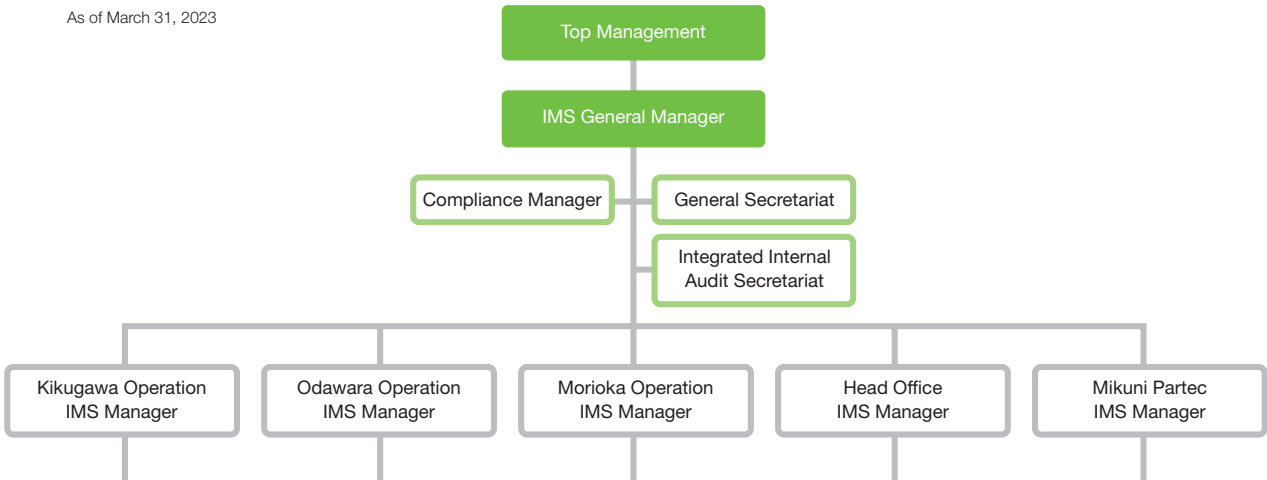 As of March 31, 2023
Top Management
IMS General Manager
Compliance Manager
General Secretariat
Integrated Internal
Audit Secretariat
Kikugawa Operation
IMS Manager
Odawara Operation
IMS Manager
Morioka Operation
IMS Manager
Head Office
IMS Manager
Mikuni Partec
IMS Manager